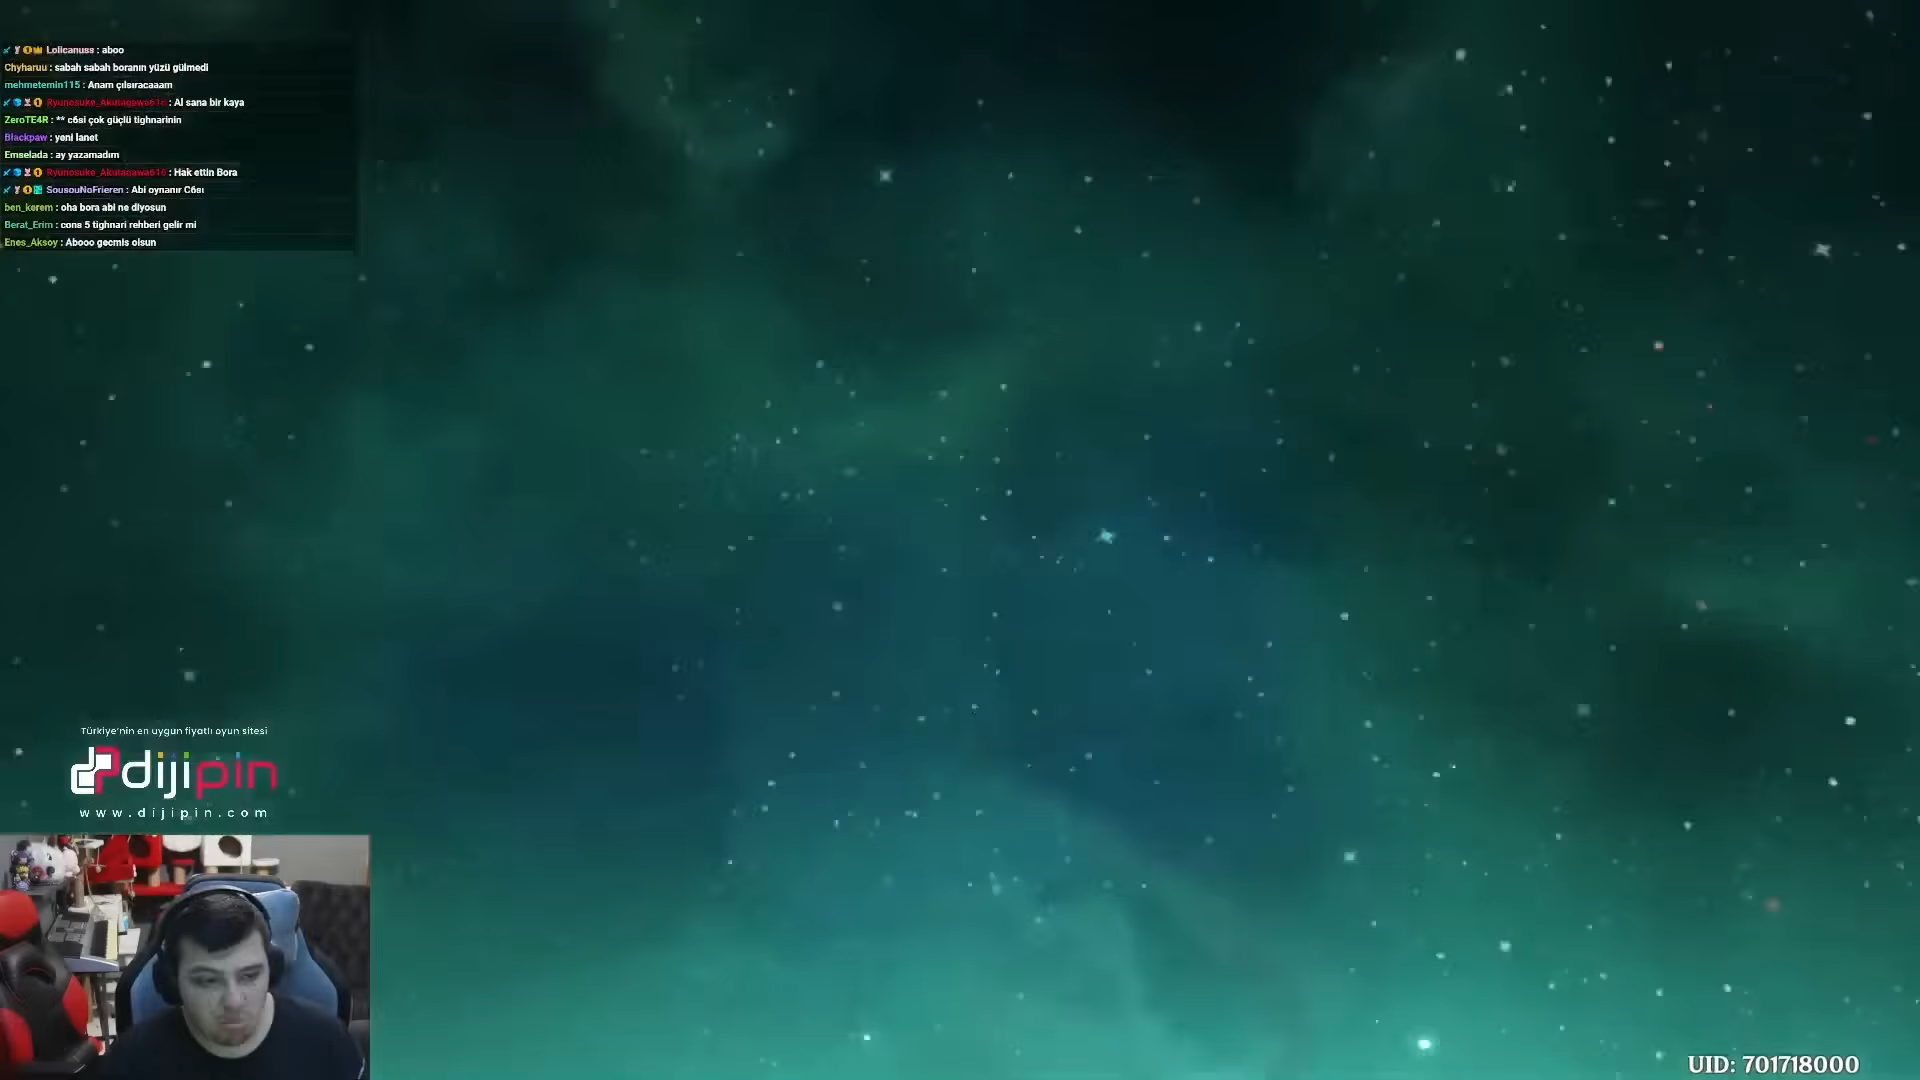 Lolicanuss : aboo
Chyharuu : sabah sabah boranın yüzü gülmedi
mehmetemin115 : Anam çılsıracaaam
Ryunosuke_Akutagawa616 : Al sana bir kaya
ZeroTE4R : ** c6si çok güçlü tighnarinin
Blackpaw : yeni lanet
Emselada : ay yazamadım
Ryunosuke_Akutagawa616 : Hak ettin Bora
SousouNoFrieren : Abi oynanır C6sı
ben_kerem : oha bora abi ne diyosun
Berat_Erim : cons 5 tighnari rehberi gelir mi
Enes_Aksoy : Abooo gecmis olsun
Türkiye'nin en uygun fiyatlı oyun sitesi
dijipin
www.dijipin.com
UID: 701718000